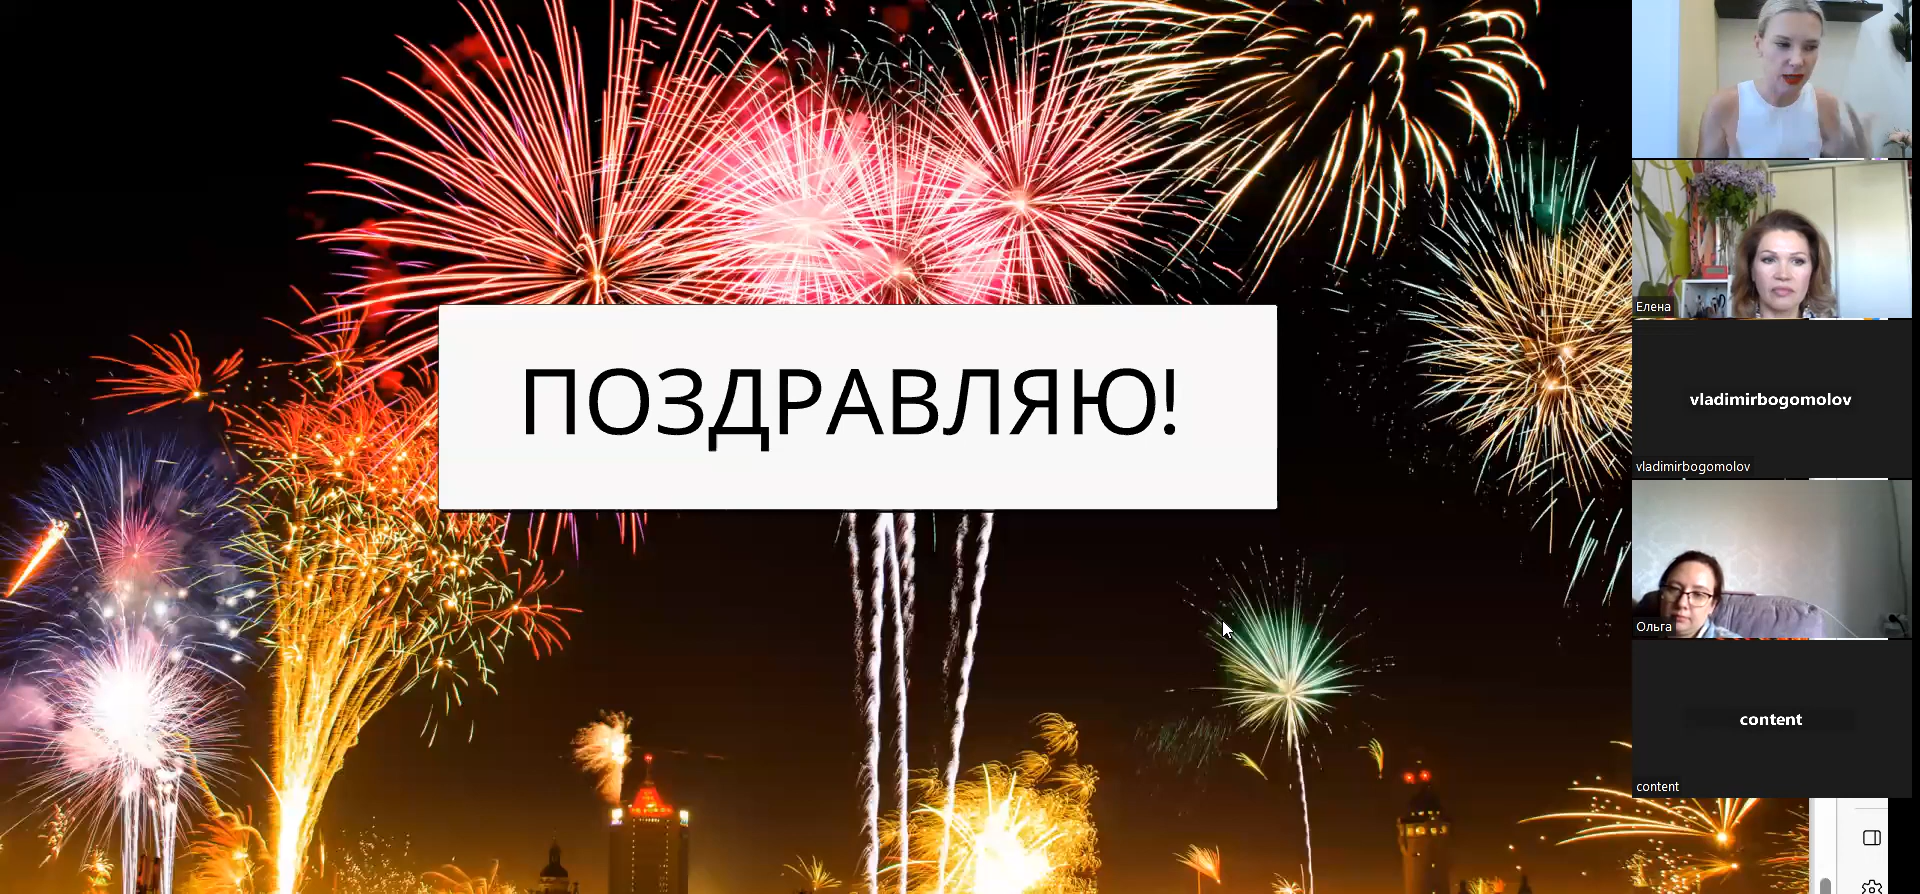 ПОЗДРАВЛЯЮ!
Елена
vladimirbogomolov
vladimirbogomolov
Ольга
content
content